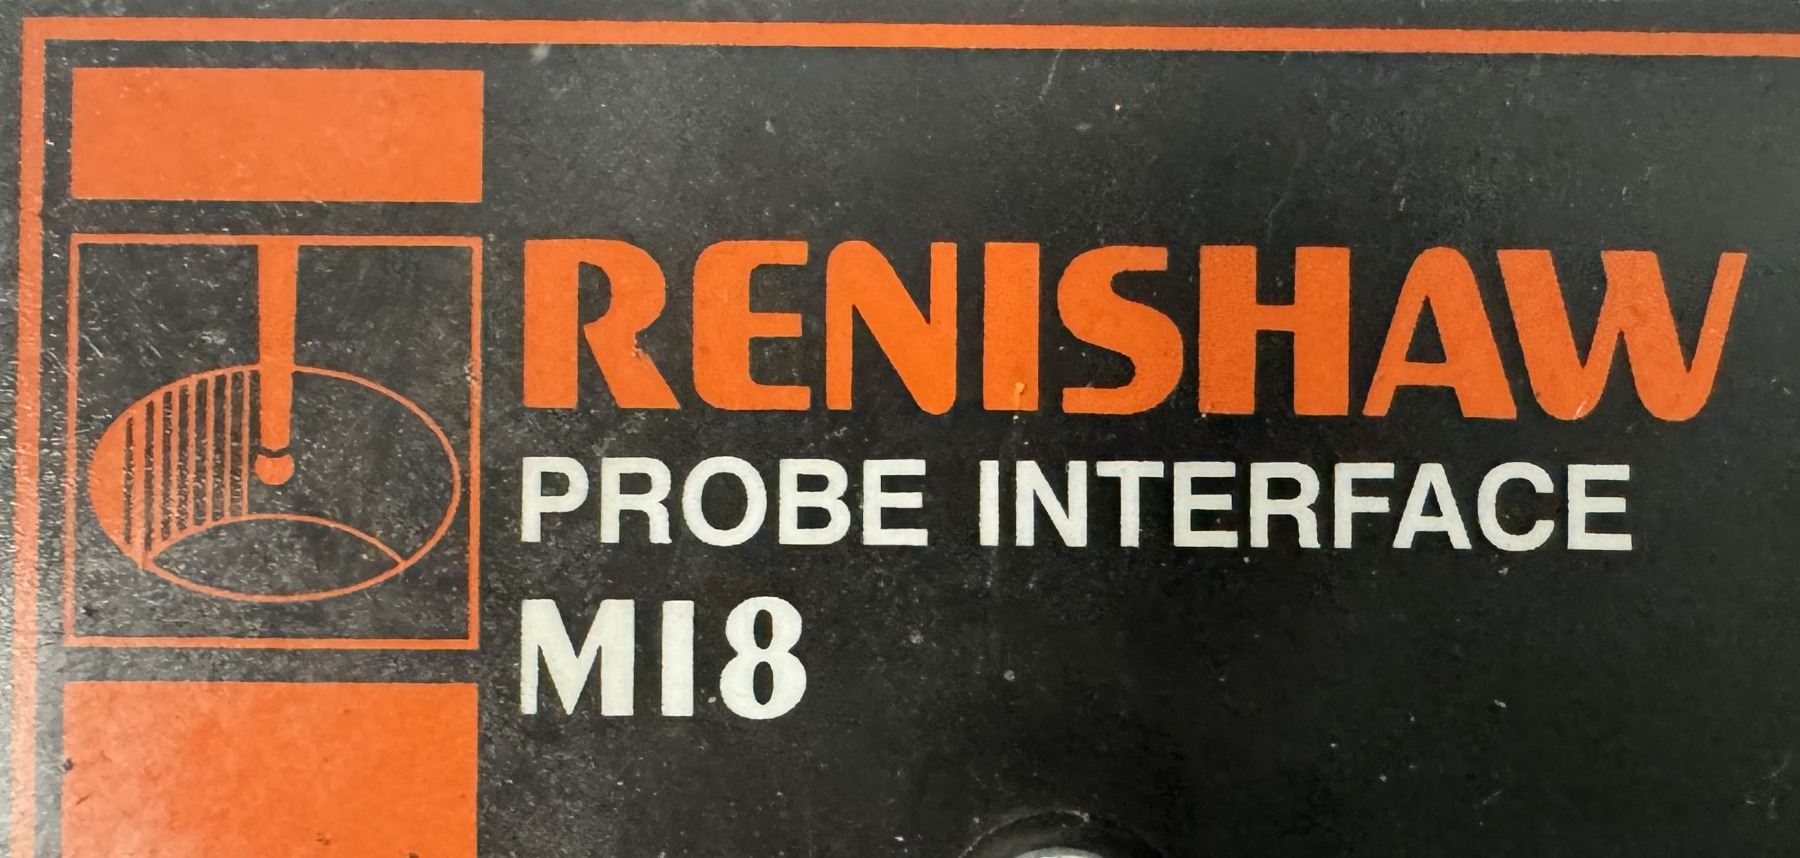 RENISHAW
PROBE INTERFACE
MI8